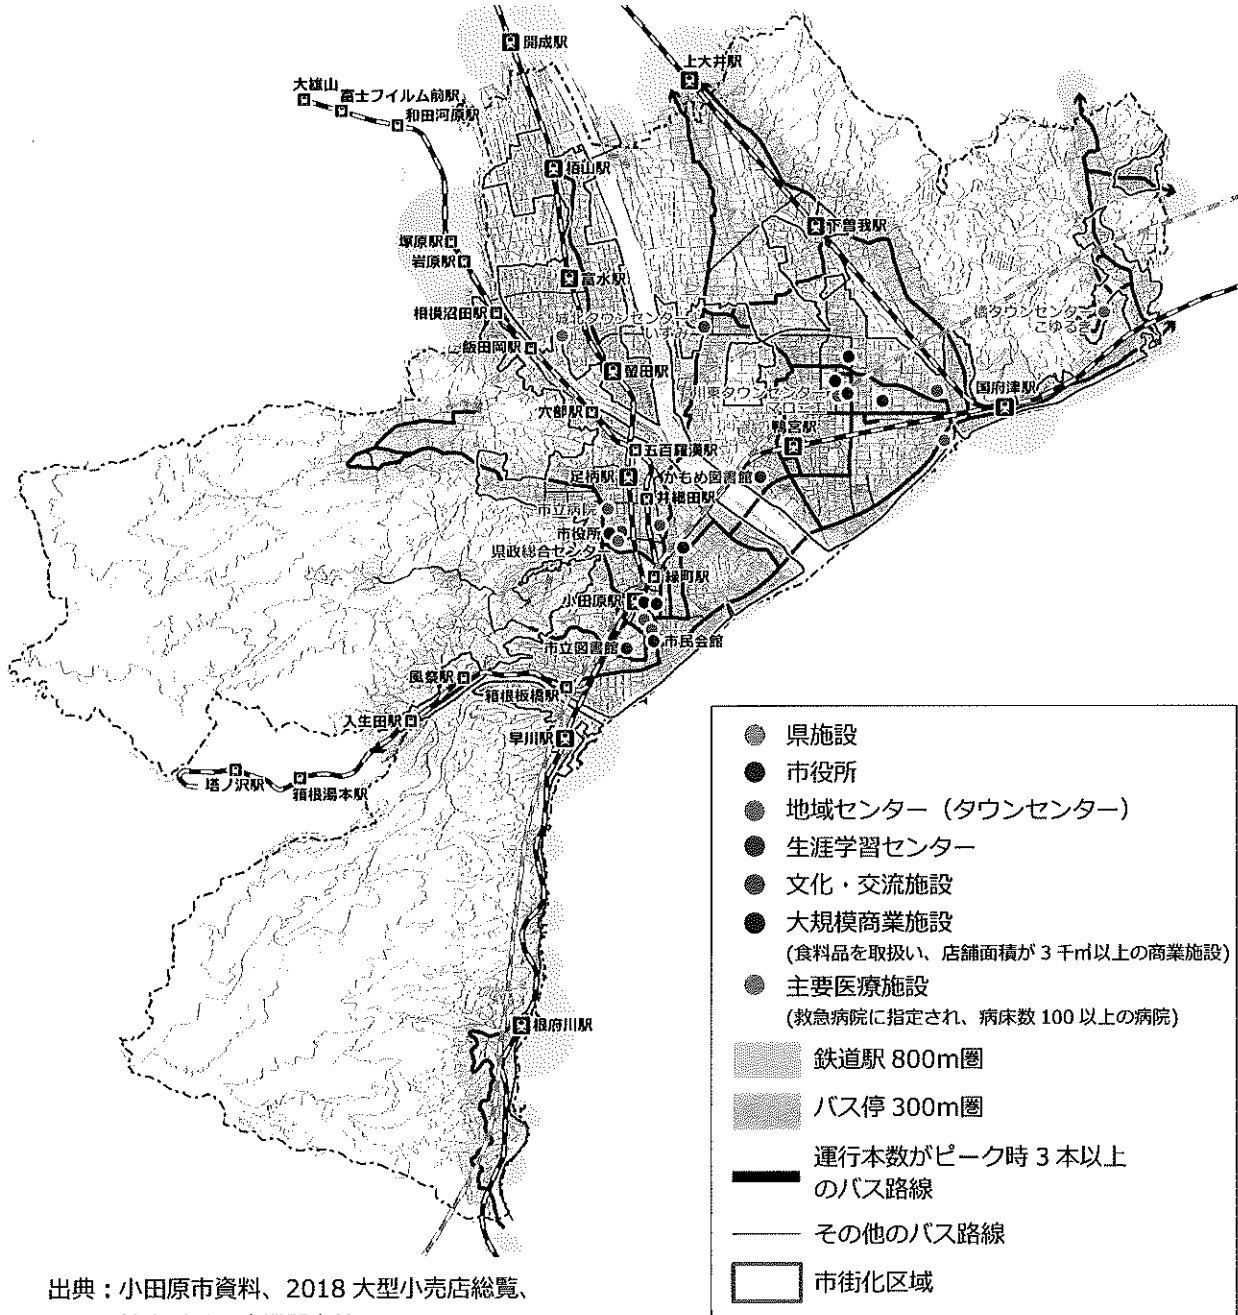 開成駅
上大井駅
大雄山
富士フイルム前駅
和田河原駅
栢山駅
下曽我駅
塚原駅
岩原駅
富水駅
相模沼田駅
城北タウンセンター
いずみ
橘タウンセンター
こゆるぎ
飯田岡駅
螢田駅
川東タウンセンター
マロニエ
国府津駅
穴部駅
鴨宮駅
五百羅漢駅
足柄駅
かもめ図書館
井細田駅
市立病院
市役所
県政総合センター
緑町駅
小田原駅
市立図書館
市民会館
風祭駅
箱根板橋駅
入生田駅
早川駅
塔ノ沢駅
箱根湯本駅
根府川駅
県施設
市役所
地域センター（タウンセンター）
生涯学習センター
文化・交流施設
大規模商業施設
(食料品を取扱い、店舗面積が3千㎡以上の商業施設)
主要医療施設
(救急病院に指定され、病床数100以上の病院)
鉄道駅800m圏
バス停300m圏
運行本数がピーク時3本以上
のバス路線
その他のバス路線
市街化区域
出典：小田原市資料、2018大型小売店総覧、